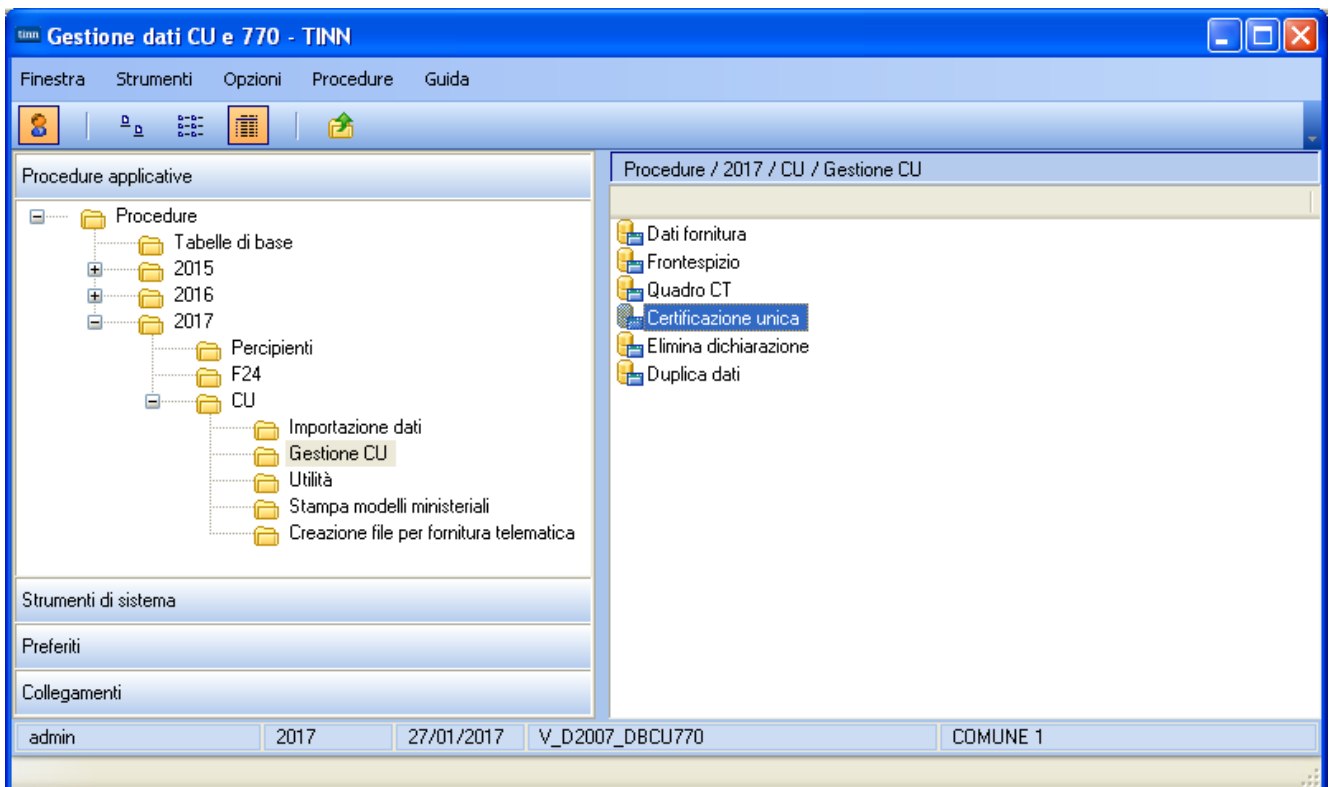 tinn Gestione dati CU e 770 - TINN
Finestra Strumenti Opzioni Procedure Guida
Procedure applicative
Procedure
Tabelle di base
2015
2016
2017
Percipienti
F24
CU
Importazione dati
Gestione CU
Utilità
Stampa modelli ministeriali
Creazione file per fornitura telematica
Strumenti di sistema
Preferiti
Collegamenti
Procedure / 2017 / CU / Gestione CU
Dati fornitura
Frontespizio
Quadro CT
Certificazione unica
Elimina dichiarazione
Duplica dati
admin 2017 27/01/2017 V_D2007_DBCU770 COMUNE 1